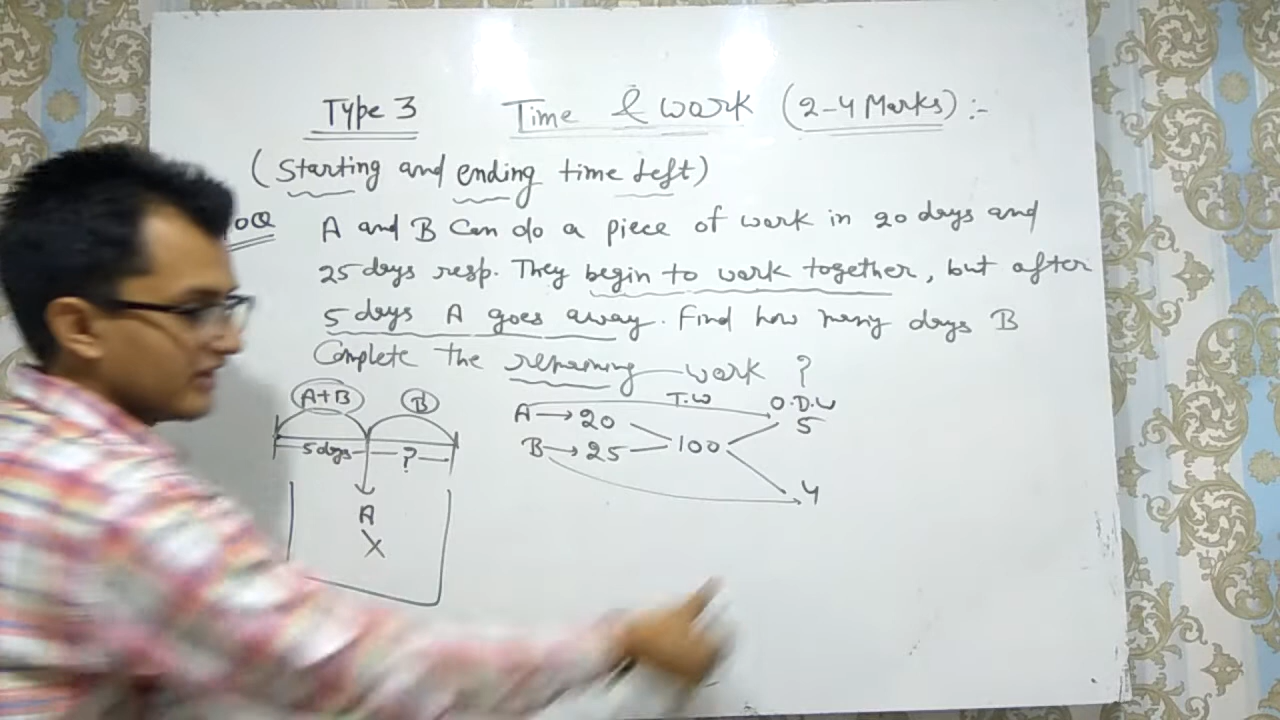 Type 3 Time & work (2-4 Marks) :-
(Starting and ending time left)
A and B Can do a piece of work in 20 days and
25 days resp. They begin to work together, but after
5 days A goes away. Find how many days B
Complete the remaining work ?
A+B B
5 days ?
A
X
T.W O.D.W
A → 20 5
B → 25 100
4